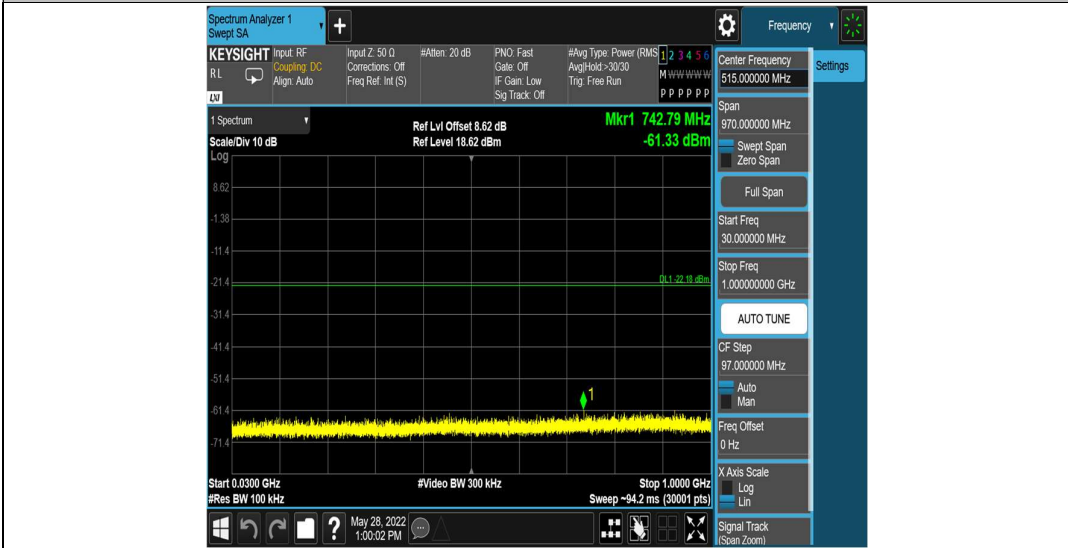 Spectrum Analyzer 1
Swept SA
Frequency
KEYSIGHT
RL
LXI
Input: RF
Coupling: DC
Align: Auto
Input Z: 50 Ω
Corrections: Off
Freq Ref: Int (S)
#Atten: 20 dB
PNO: Fast
Gate: Off
IF Gain: Low
Sig Track: Off
#Avg Type: Power (RMS
Avg|Hold:>30/30
Trig: Free Run
1 2 3 4 5 6
M W W W W W
P P P P P P
Center Frequency
515.000000 MHz
Settings
Span
970.000000 MHz
Swept Span
Zero Span
Full Span
Start Freq
30.000000 MHz
Stop Freq
1.000000000 GHz
AUTO TUNE
CF Step
97.000000 MHz
Auto
Man
Freq Offset
0 Hz
X Axis Scale
Log
Lin
Signal Track
(Span Zoom)
1 Spectrum
Scale/Div 10 dB
Log
Ref Lvl Offset 8.62 dB
Ref Level 18.62 dBm
Mkr1 742.79 MHz
-61.33 dBm
8.62
-1.38
-11.4
-21.4
DL1 -22.18 dBm
-31.4
-41.4
-51.4
1
-61.4
-71.4
Start 0.0300 GHz
#Video BW 300 kHz
Stop 1.0000 GHz
#Res BW 100 kHz
Sweep ~94.2 ms (30001 pts)
?
May 28, 2022
1:00:02 PM